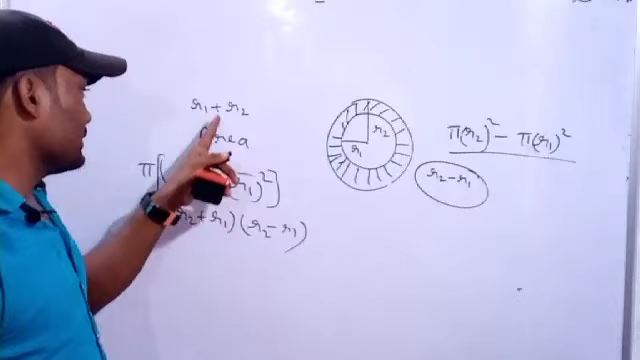 r₁ + r₂
Area
π[( r₁)²]
r₂ + r₁) (r₂ - r₁)
r₂
r₁
π(r₂)² - π(r₁)²
r₂ - r₁